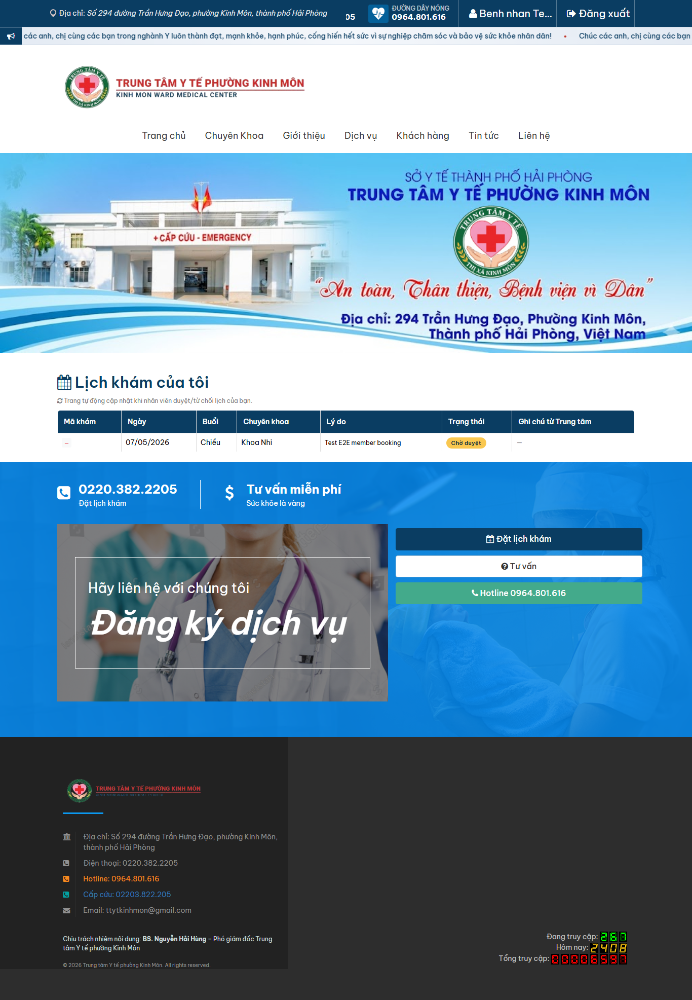 Địa chỉ: Số 294 đường Trần Hưng Đạo, phường Kinh Môn, thành phố Hải Phòng
05
ĐƯỜNG DÂY NÓNG
0964.801.616
Benh nhan Te...
Đăng xuất
các anh, chị cùng các bạn trong nghành Y luôn thành đạt, mạnh khỏe, hạnh phúc, cống hiến hết sức vì sự nghiệp chăm sóc và bảo vệ sức khỏe nhân dân! • Chúc các anh, chị cùng các bạn
TRUNG TÂM Y TẾ
THỊ XÃ KINH MÔN
TRUNG TÂM Y TẾ PHƯỜNG KINH MÔN
KINH MON WARD MEDICAL CENTER
Trang chủ Chuyên Khoa Giới thiệu Dịch vụ Khách hàng Tin tức Liên hệ
SỞ Y TẾ THÀNH PHỐ HẢI PHÒNG
TRUNG TÂM Y TẾ PHƯỜNG KINH MÔN
+CẤP CỨU - EMERGENCY
TRUNG TÂM Y TẾ
THỊ XÃ KINH MÔN
“An toàn, Thân thiện, Bệnh viện vì Dân”
Địa chỉ: 294 Trần Hưng Đạo, Phường Kinh Môn,
Thành phố Hải Phòng, Việt Nam
Lịch khám của tôi
Trang tự động cập nhật khi nhân viên duyệt/từ chối lịch của bạn.
Mã khám Ngày Buổi Chuyên khoa Lý do Trạng thái Ghi chú từ Trung tâm
— 07/05/2026 Chiều Khoa Nhi Test E2E member booking Chờ duyệt —
0220.382.2205
Đặt lịch khám
Tư vấn miễn phí
Sức khỏe là vàng
Hãy liên hệ với chúng tôi
Đăng ký dịch vụ
Đặt lịch khám
Tư vấn
Hotline 0964.801.616
TRUNG TÂM Y TẾ PHƯỜNG KINH MÔN
KINH MON WARD MEDICAL CENTER
Địa chỉ: Số 294 đường Trần Hưng Đạo, phường Kinh Môn,
thành phố Hải Phòng
Điện thoại: 0220.382.2205
Hotline: 0964.801.616
Cấp cứu: 02203.822.205
Email: ttytkinhmon@gmail.com
Chịu trách nhiệm nội dung: BS. Nguyễn Hải Hùng – Phó giám đốc Trung
tâm Y tế phường Kinh Môn
© 2026 Trung tâm Y tế phường Kinh Môn. All rights reserved.
Đang truy cập: 267
Hôm nay: 2408
Tổng truy cập: 00006597